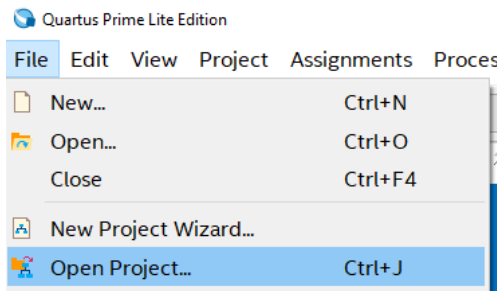 Quartus Prime Lite Edition
File Edit View Project Assignments
New... Ctrl+N
Open... Ctrl+O
Close Ctrl+F4
New Project Wizard...
Open Project... Ctrl+J